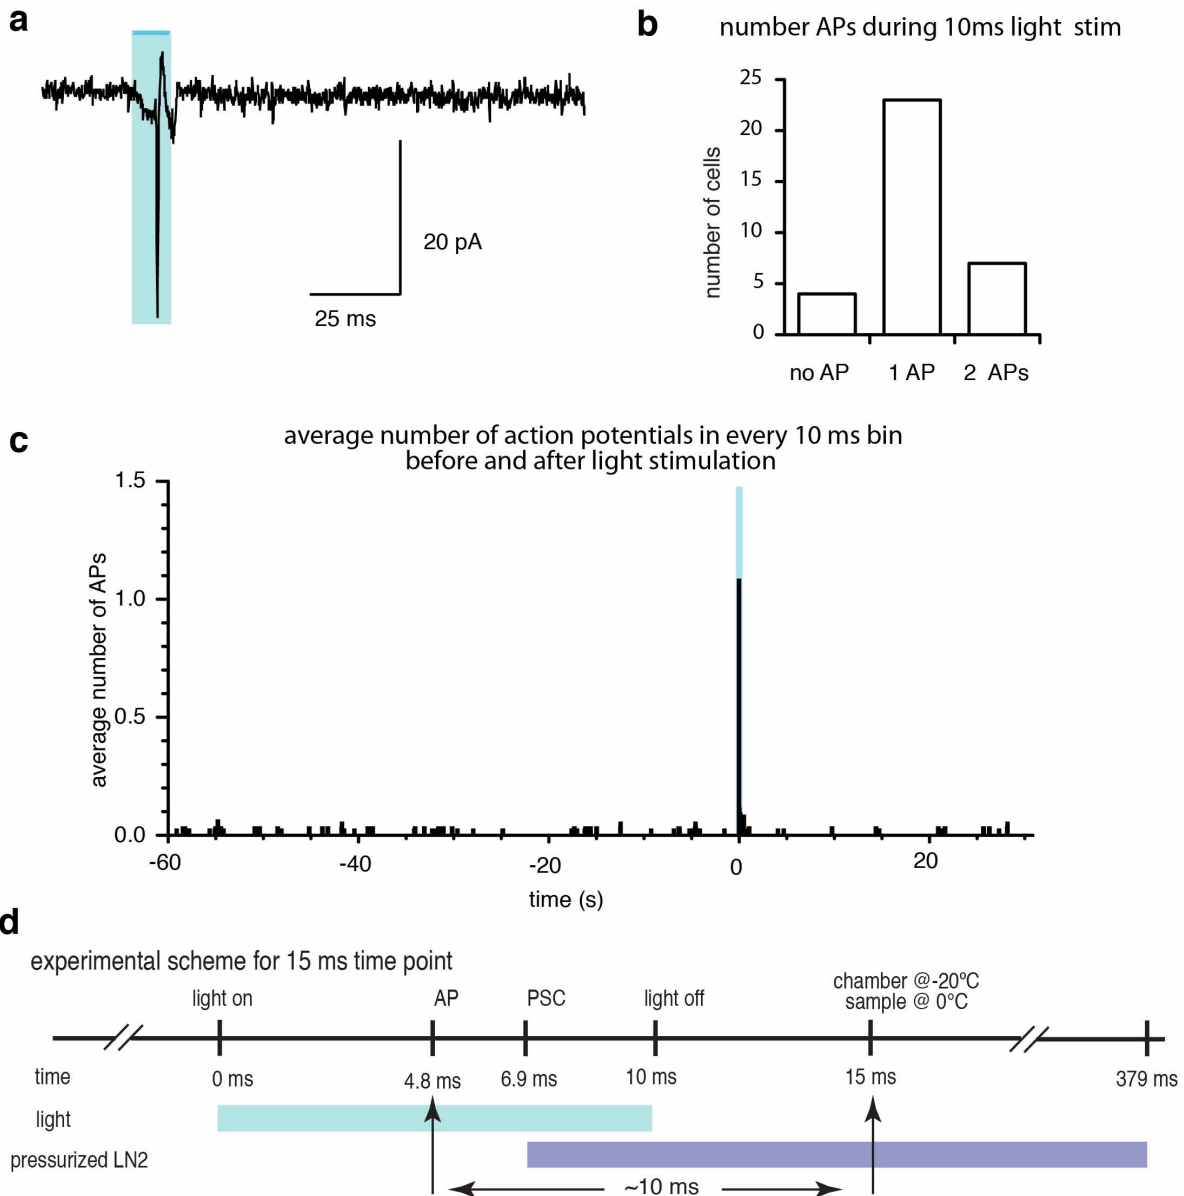 a
20 pA
25 ms
b
number APs during 10ms light stim
number of cells
25
20
15
10
5
0
no AP
1 AP
2 APs
c
average number of action potentials in every 10 ms bin
before and after light stimulation
average number of APs
1.5
1.0
0.5
0.0
-60
-40
-20
0
20
time (s)
d
experimental scheme for 15 ms time point
chamber @-20ºC
light on
AP
PSC
light off
sample @ 0°C
time
0 ms
4.8 ms
6.9 ms
10 ms
15 ms
379 ms
light
pressurized LN2
~10 ms